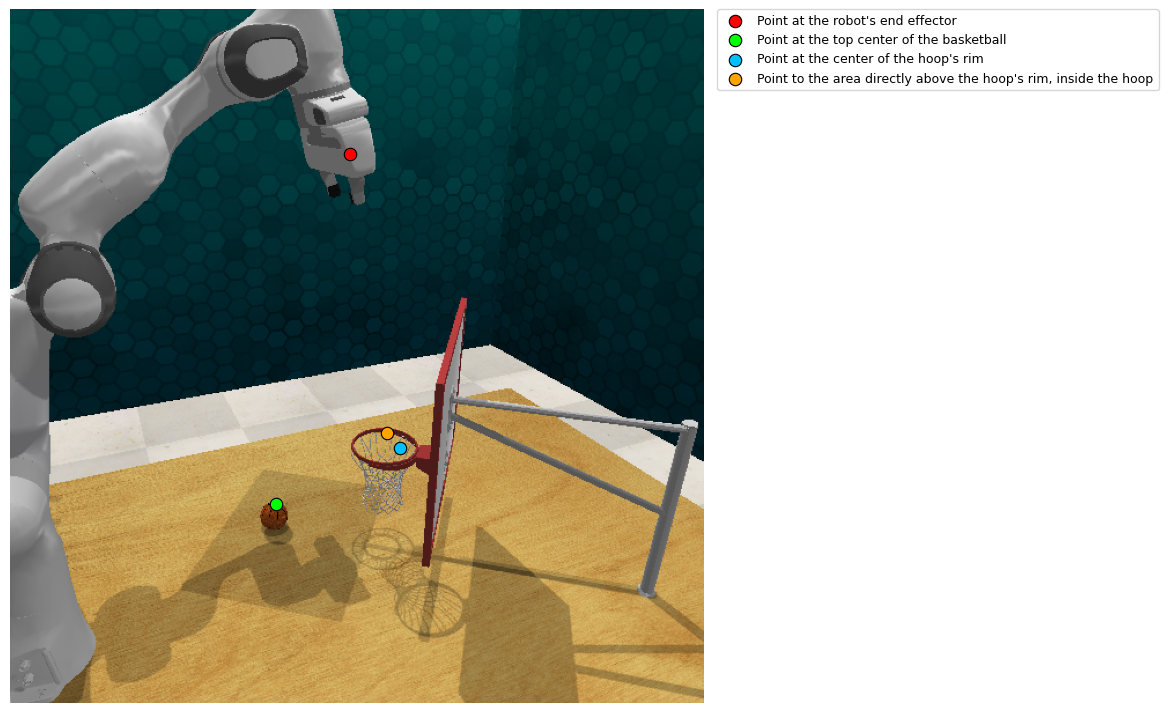 Point at the robot's end effector
Point at the top center of the basketball
Point at the center of the hoop's rim
Point to the area directly above the hoop's rim, inside the hoop